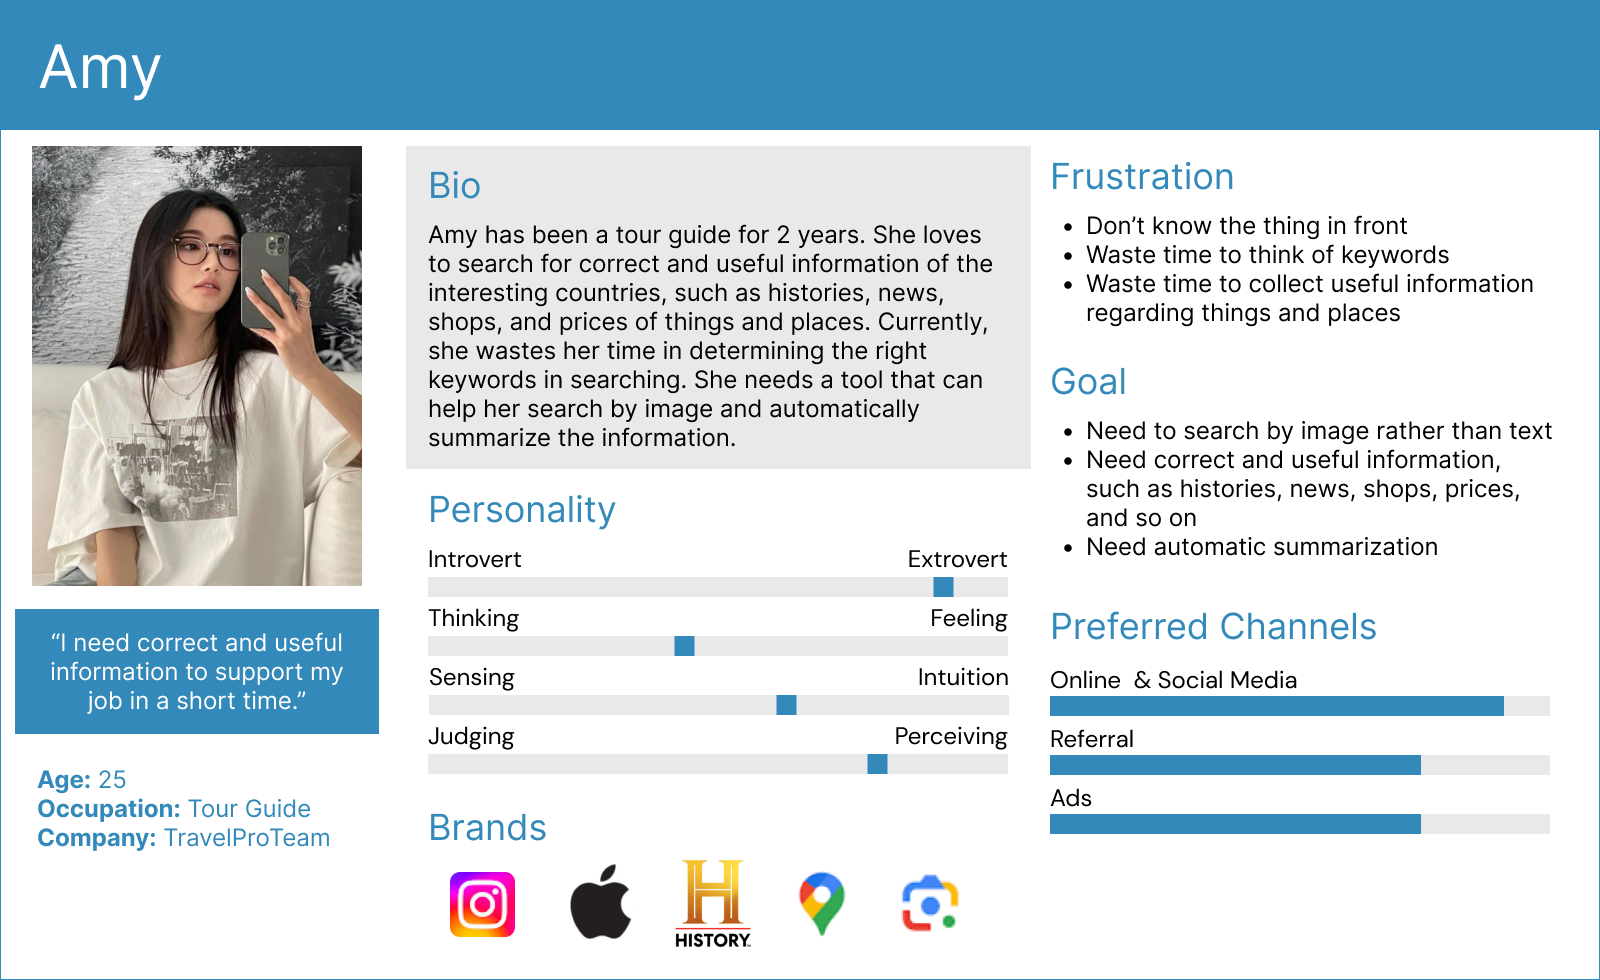 Amy
“I need correct and useful
information to support my
job in a short time.”
Age: 25
Occupation: Tour Guide
Company: TravelProTeam
Bio
Amy has been a tour guide for 2 years. She loves
to search for correct and useful information of the
interesting countries, such as histories, news,
shops, and prices of things and places. Currently,
she wastes her time in determining the right
keywords in searching. She needs a tool that can
help her search by image and automatically
summarize the information.
Personality
Introvert Extrovert
Thinking Feeling
Sensing Intuition
Judging Perceiving
Brands
H
HISTORY
Frustration
• Don’t know the thing in front
• Waste time to think of keywords
• Waste time to collect useful information
regarding things and places
Goal
• Need to search by image rather than text
• Need correct and useful information,
such as histories, news, shops, prices,
and so on
• Need automatic summarization
Preferred Channels
Online & Social Media
Referral
Ads